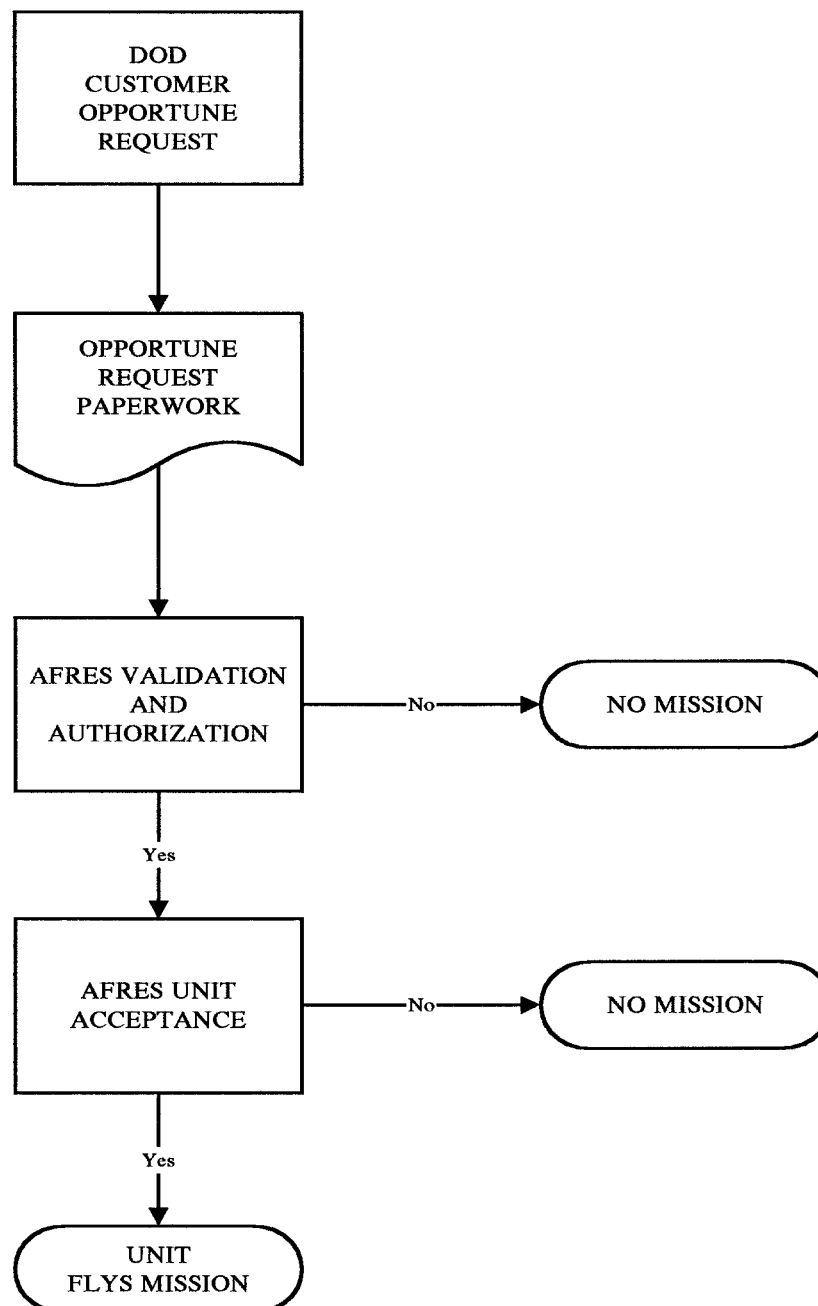 DOD
CUSTOMER
OPPORTUNE
REQUEST
OPPORTUNE
REQUEST
PAPERWORK
AFRES VALIDATION
AND
AUTHORIZATION
No
NO MISSION
Yes
AFRES UNIT
ACCEPTANCE
No
NO MISSION
Yes
UNIT
FLYS MISSION